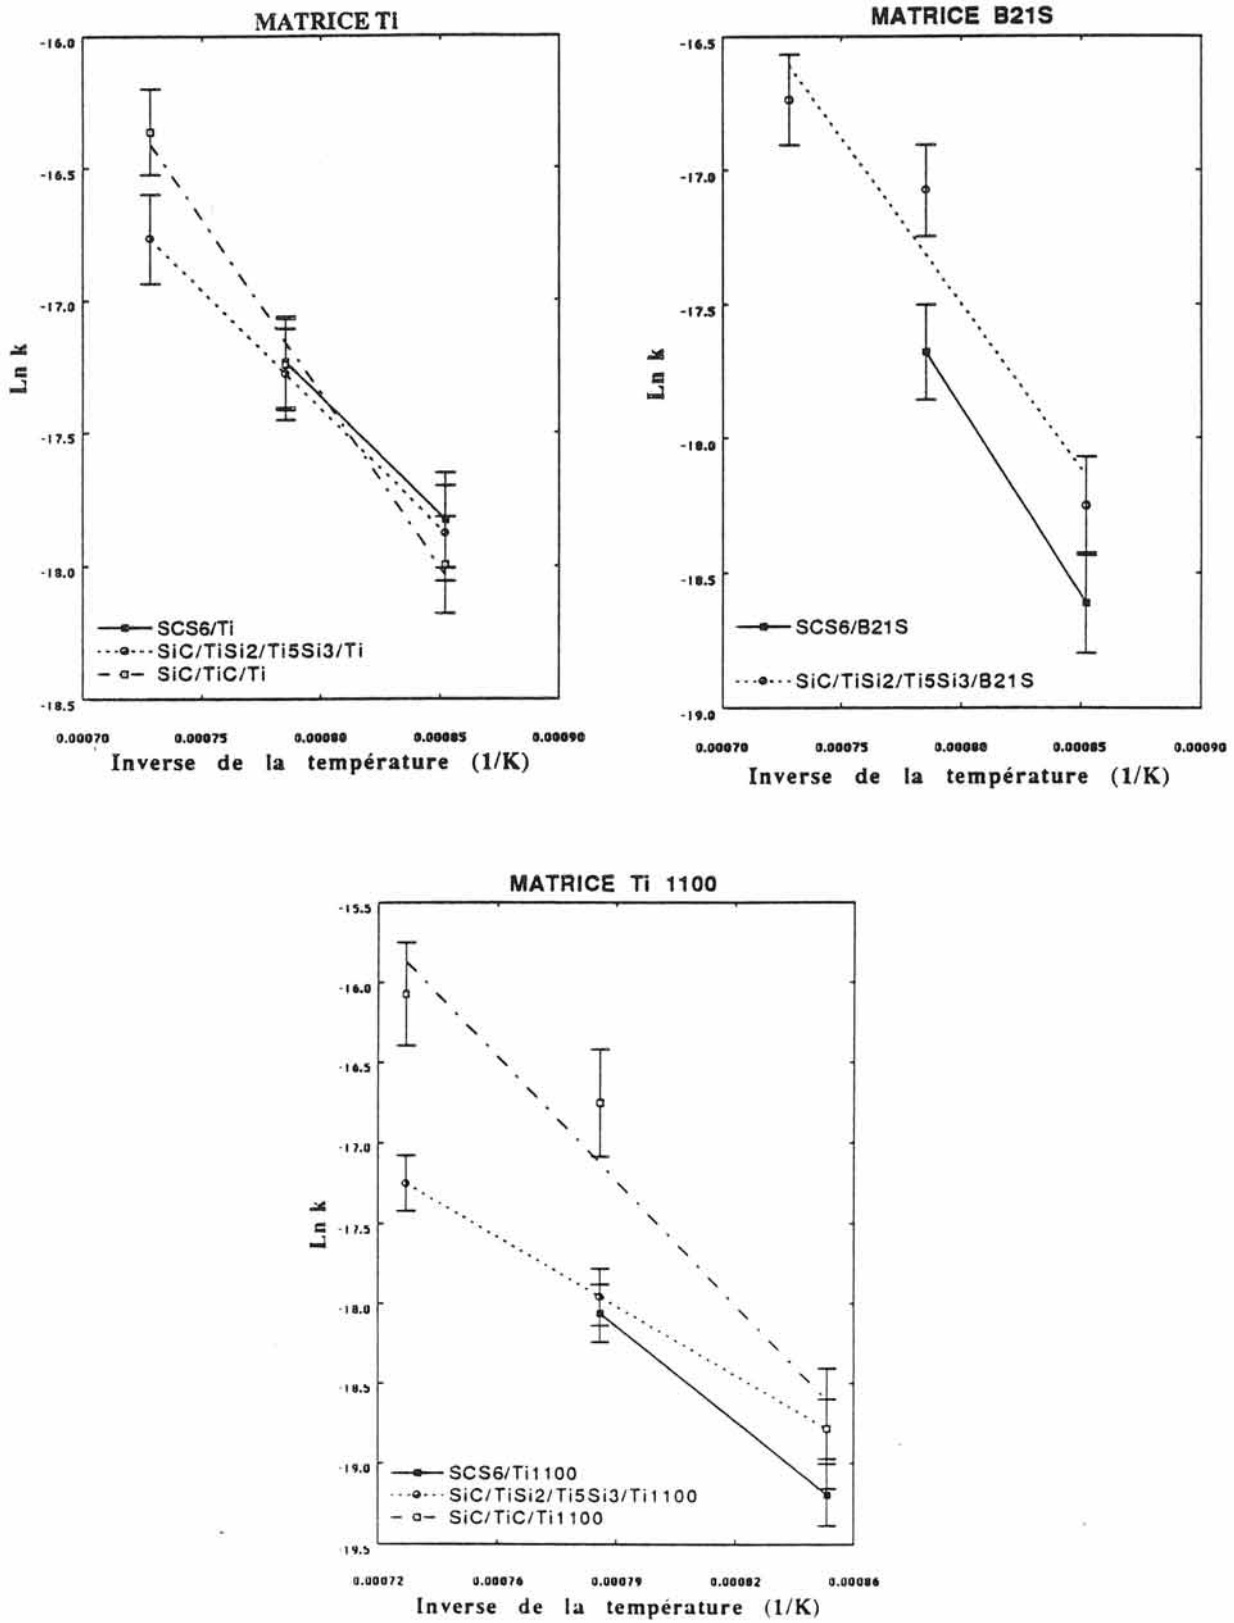 MATRICE Ti
-16.0
-16.5
-17.0
-17.5
-18.0
-18.5
Ln k
SCS6/Ti
SiC/TiSi2/Ti5Si3/Ti
SiC/TiC/Ti
0.00070 0.00075 0.00080 0.00085 0.00090
Inverse de la température (1/K)
MATRICE B21S
-16.5
-17.0
-17.5
-18.0
-18.5
-19.0
Ln k
SCS6/B21S
SiC/TiSi2/Ti5Si3/B21S
0.00070 0.00075 0.00080 0.00085 0.00090
Inverse de la température (1/K)
MATRICE Ti 1100
-15.5
-16.0
-16.5
-17.0
-17.5
-18.0
-18.5
-19.0
-19.5
Ln k
SCS6/Ti1100
SiC/TiSi2/Ti5Si3/Ti1100
SiC/TiC/Ti1100
0.00072 0.00076 0.00079 0.00082 0.00086
Inverse de la température (1/K)